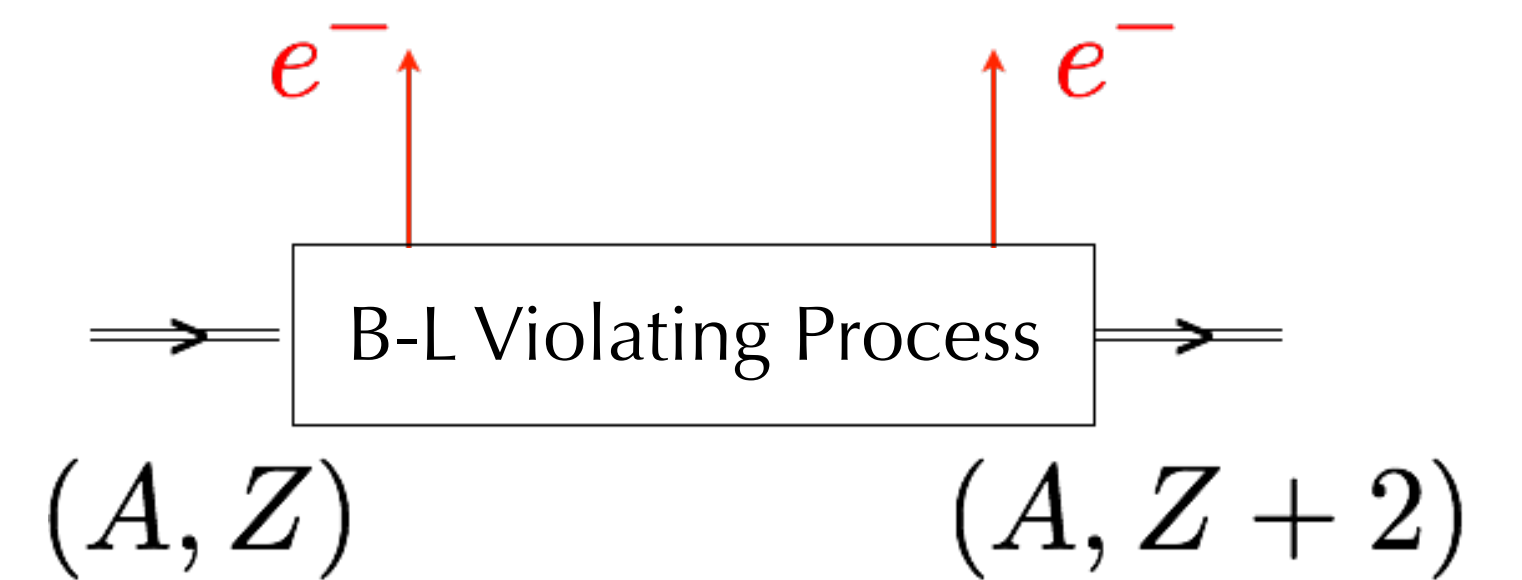 e⁻ e⁻
B-L Violating Process
(A, Z) (A, Z + 2)